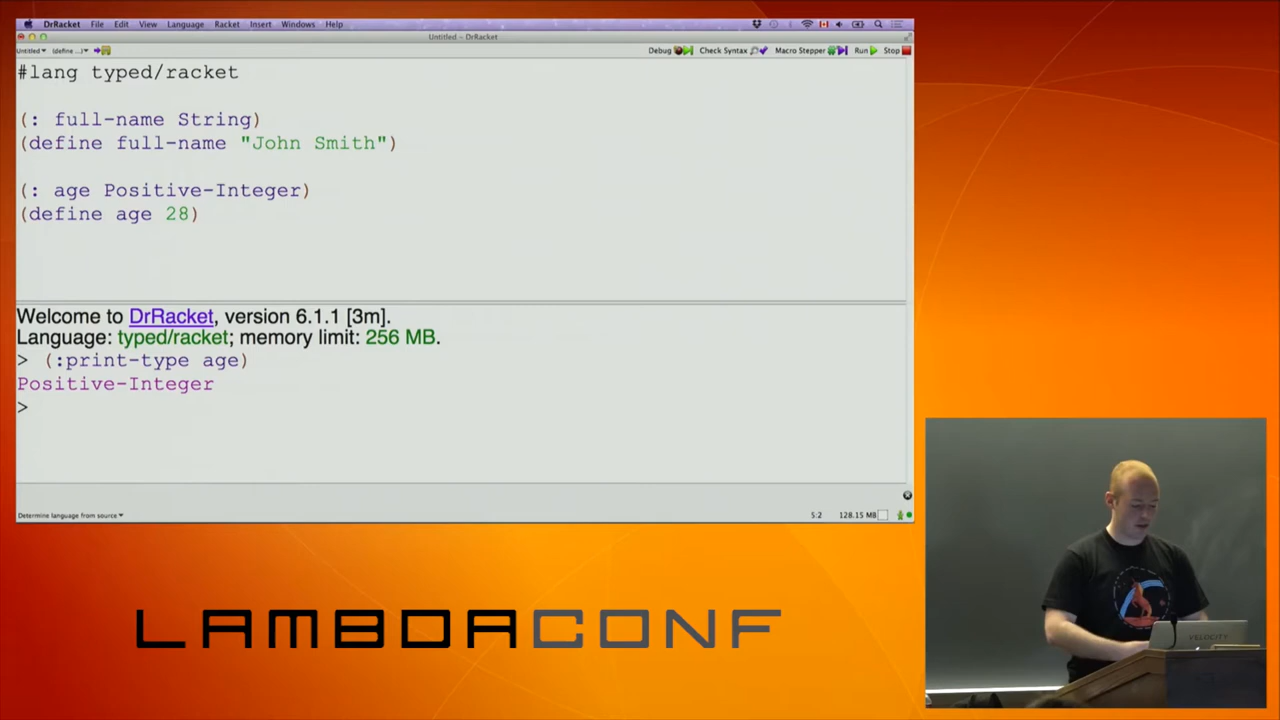 DrRacket File Edit View Language Racket Insert Windows Help
Untitled - DrRacket
Untitled (define ...) Debug Check Syntax Macro Stepper Run Stop
#lang typed/racket
(: full-name String)
(define full-name "John Smith")
(: age Positive-Integer)
(define age 28)
Welcome to DrRacket, version 6.1.1 [3m].
Language: typed/racket; memory limit: 256 MB.
> (:print-type age)
Positive-Integer
>
Determine language from source 5:2 128.15 MB
LAMBDACONF
VELOCITY